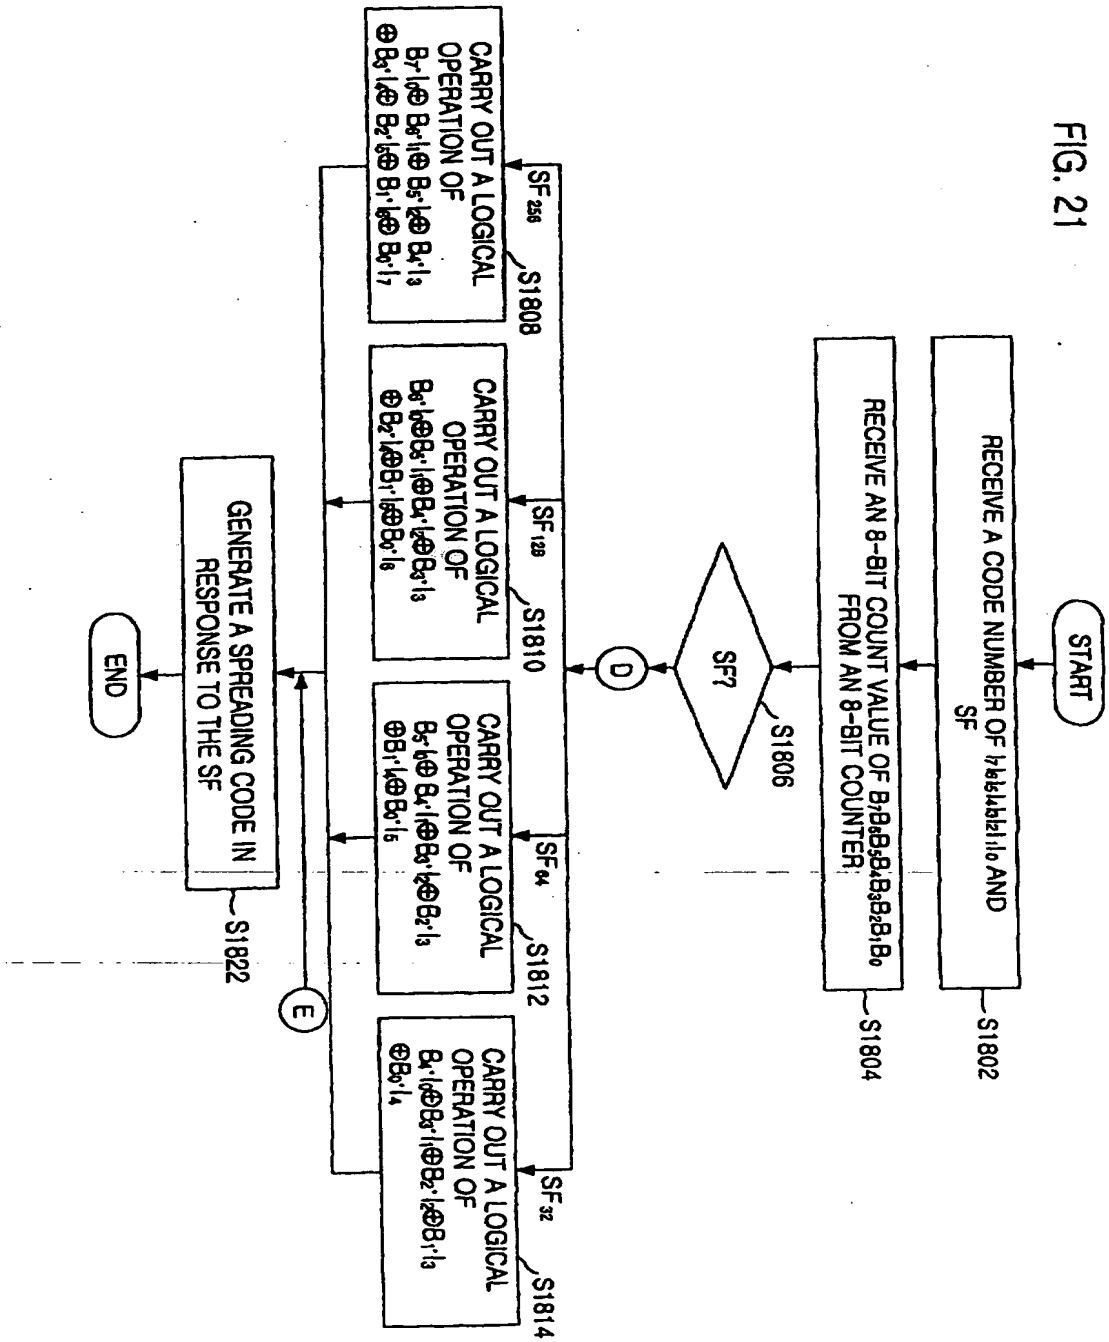 FIG. 21
START
RECEIVE A CODE NUMBER OF I₇I₆I₅I₄I₃I₂I₁I₀ AND
SF
S1802
RECEIVE AN 8-BIT COUNT VALUE OF B₇B₆B₅B₄B₃B₂B₁B₀
FROM AN 8-BIT COUNTER
S1804
SF?
S1806
D
SF₂₅₆
S1808
CARRY OUT A LOGICAL
OPERATION OF
B₇·I₀⊕B₆·I₁⊕B₅·I₂⊕B₄·I₃
⊕B₃·I₄⊕B₂·I₅⊕B₁·I₆⊕B₀·I₇
SF₁₂₈
S1810
CARRY OUT A LOGICAL
OPERATION OF
B₆·I₀⊕B₅·I₁⊕B₄·I₂⊕B₃·I₃
⊕B₂·I₄⊕B₁·I₅⊕B₀·I₆
SF₆₄
S1812
CARRY OUT A LOGICAL
OPERATION OF
B₅·I₀⊕B₄·I₁⊕B₃·I₂⊕B₂·I₃
⊕B₁·I₄⊕B₀·I₅
SF₃₂
S1814
CARRY OUT A LOGICAL
OPERATION OF
B₄·I₀⊕B₃·I₁⊕B₂·I₂⊕B₁·I₃
⊕B₀·I₄
E
GENERATE A SPREADING CODE IN
RESPONSE TO THE SF
S1822
END